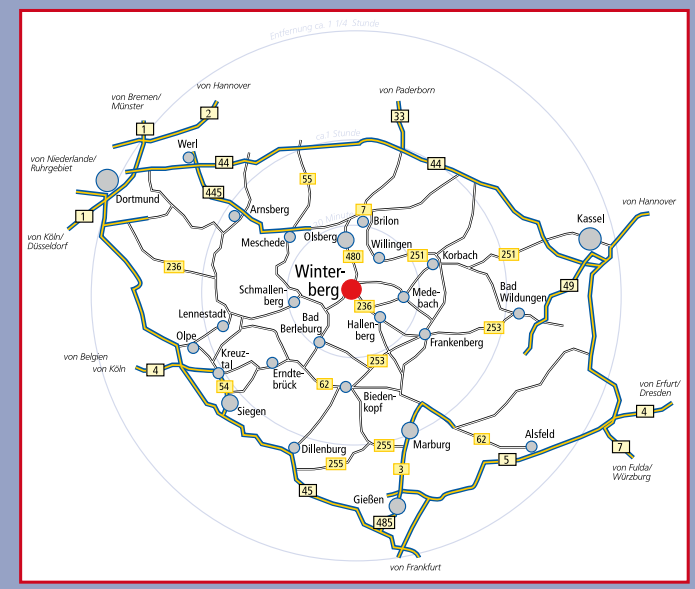 Entfernung ca. 1 1/4 Stunde
von Hannover
von Paderborn
von Bremen/
Münster
2
33
1
ca.1 Stunde
Werl
von Niederlande/
Ruhrgebiet
44
44
55
445
Dortmund
von Hannover
1
7
Arnsberg
Brilon
Kassel
von Köln/
Düsseldorf
Meschede
Olsberg
Willingen
480
251
Korbach
251
236
Winter-
berg
Schmallen-
berg
Mede-
bach
Bad
Wildungen
49
236
Lennestadt
Bad
Berleburg
Hallen-
berg
253
Olpe
Frankenberg
von Belgien
von Köln
4
Kreuz-
tal
253
Erndte-
brück
54
62
Bieden-
kopf
von Erfurt/
Dresden
4
Siegen
Alsfeld
62
7
Dillenburg
255
Marburg
255
3
5
von Fulda/
Würzburg
45
Gießen
485
von Frankfurt